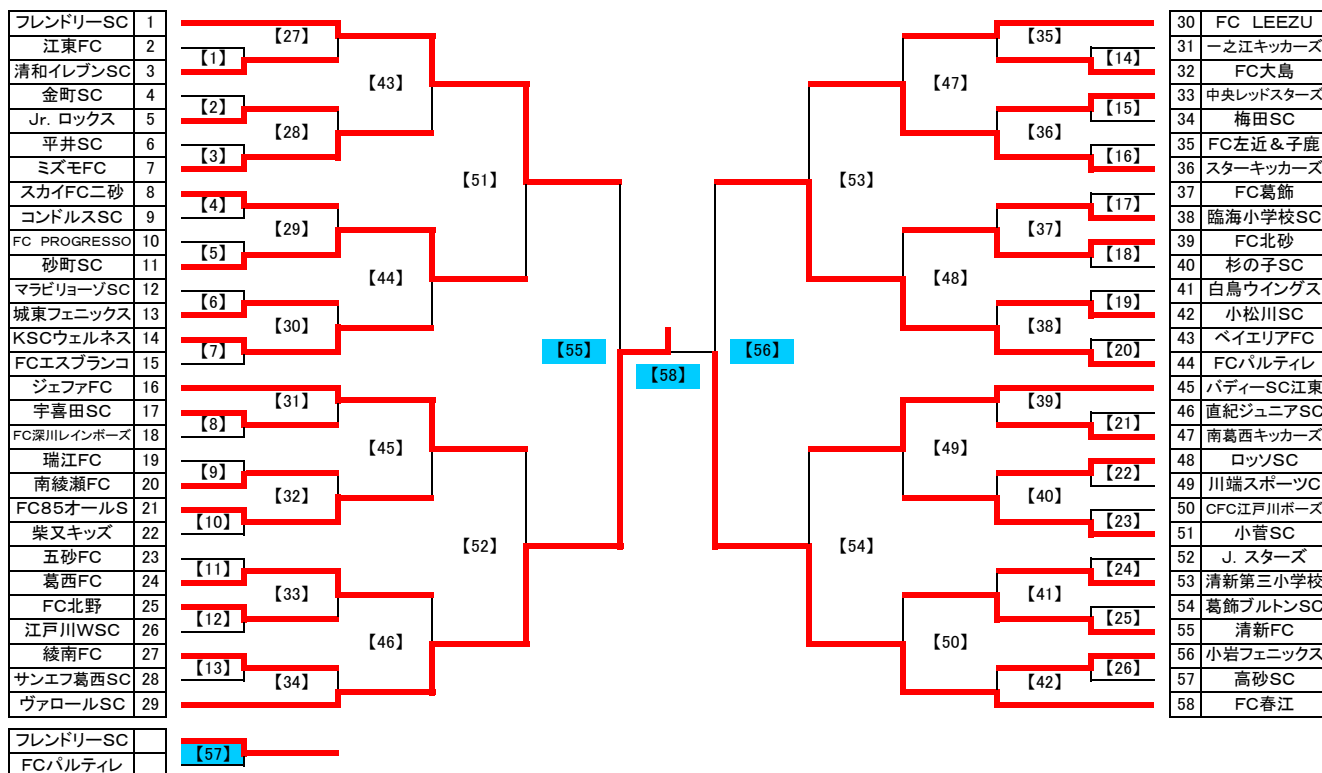 フレンドリーSC 1
江東FC 2
清和イレブンSC 3
金町SC 4
Jr. ロックス 5
平井SC 6
ミズモFC 7
スカイFC二砂 8
コンドルスSC 9
FC PROGRESSO 10
砂町SC 11
マラビリョーゾSC 12
城東フェニックス 13
KSCウェルネス 14
FCエスブランコ 15
ジェファFC 16
宇喜田SC 17
FC深川レインボーズ 18
瑞江FC 19
南綾瀬FC 20
FC85オールS 21
柴又キッズ 22
五砂FC 23
葛西FC 24
FC北野 25
江戸川WSC 26
綾南FC 27
サンエフ葛西SC 28
ヴァロールSC 29
フレンドリーSC
FCパルティレ
【1】
【2】
【3】
【4】
【5】
【6】
【7】
【8】
【9】
【10】
【11】
【12】
【13】
【57】
【27】
【28】
【29】
【30】
【31】
【32】
【33】
【34】
【43】
【44】
【45】
【46】
【51】
【52】
【55】
【58】
【56】
【53】
【54】
【47】
【48】
【49】
【50】
【35】
【36】
【37】
【38】
【39】
【40】
【41】
【42】
【14】
【15】
【16】
【17】
【18】
【19】
【20】
【21】
【22】
【23】
【24】
【25】
【26】
30 FC LEEZU
31 一之江キッカーズ
32 FC大島
33 中央レッドスターズ
34 梅田SC
35 FC左近＆子鹿
36 スターキッカーズ
37 FC葛飾
38 臨海小学校SC
39 FC北砂
40 杉の子SC
41 白鳥ウイングス
42 小松川SC
43 ベイエリアFC
44 FCパルティレ
45 バディーSC江東
46 直紀ジュニアSC
47 南葛西キッカーズ
48 ロッソSC
49 川端スポーツC
50 CFC江戸川ボーズ
51 小菅SC
52 J. スターズ
53 清新第三小学校
54 葛飾ブルトンSC
55 清新FC
56 小岩フェニックス
57 高砂SC
58 FC春江